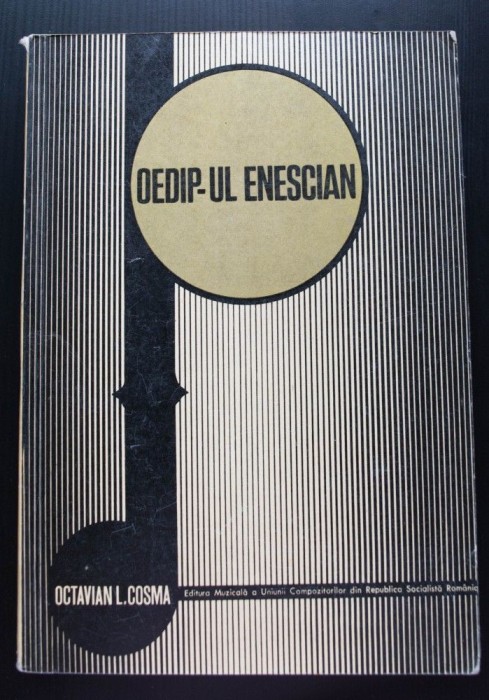 OEDIP-UL ENESCIAN
OCTAVIAN L. COSMA
Editura Muzicală a Uniunii Compozitorilor din Republica Socialistă România